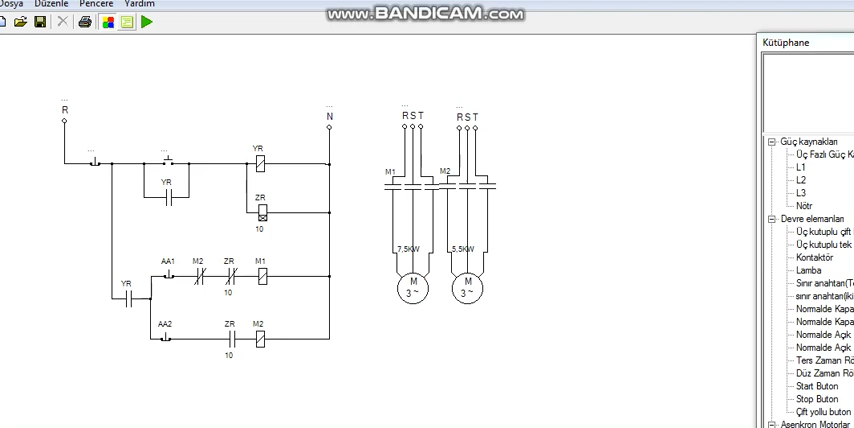 Dosya Düzenle Pencere Yardım
www.BANDICAM.com
Kütüphane
...
R
...
N
...
R S T
...
R S T
...
...
YR
YR
ZR
10
M1
M2
7,5KW
5,5KW
M
3 ~
M
3 ~
AA1
M2
ZR
10
M1
YR
AA2
ZR
10
M2
Güç kaynakları
Üç Fazlı Güç Ka
L1
L2
L3
Nötr
Devre elemanları
Üç kutuplu çift
Üç kutuplu tek
Kontaktör
Lamba
Sınır anahtarı(Te
sınır anahtarı(iki
Normalde Kapa
Normalde Kapa
Normalde Açık
Normalde Açık
Ters Zaman Rö
Düz Zaman Rö
Start Buton
Stop Buton
Çift yollu buton
Asenkron Motorlar